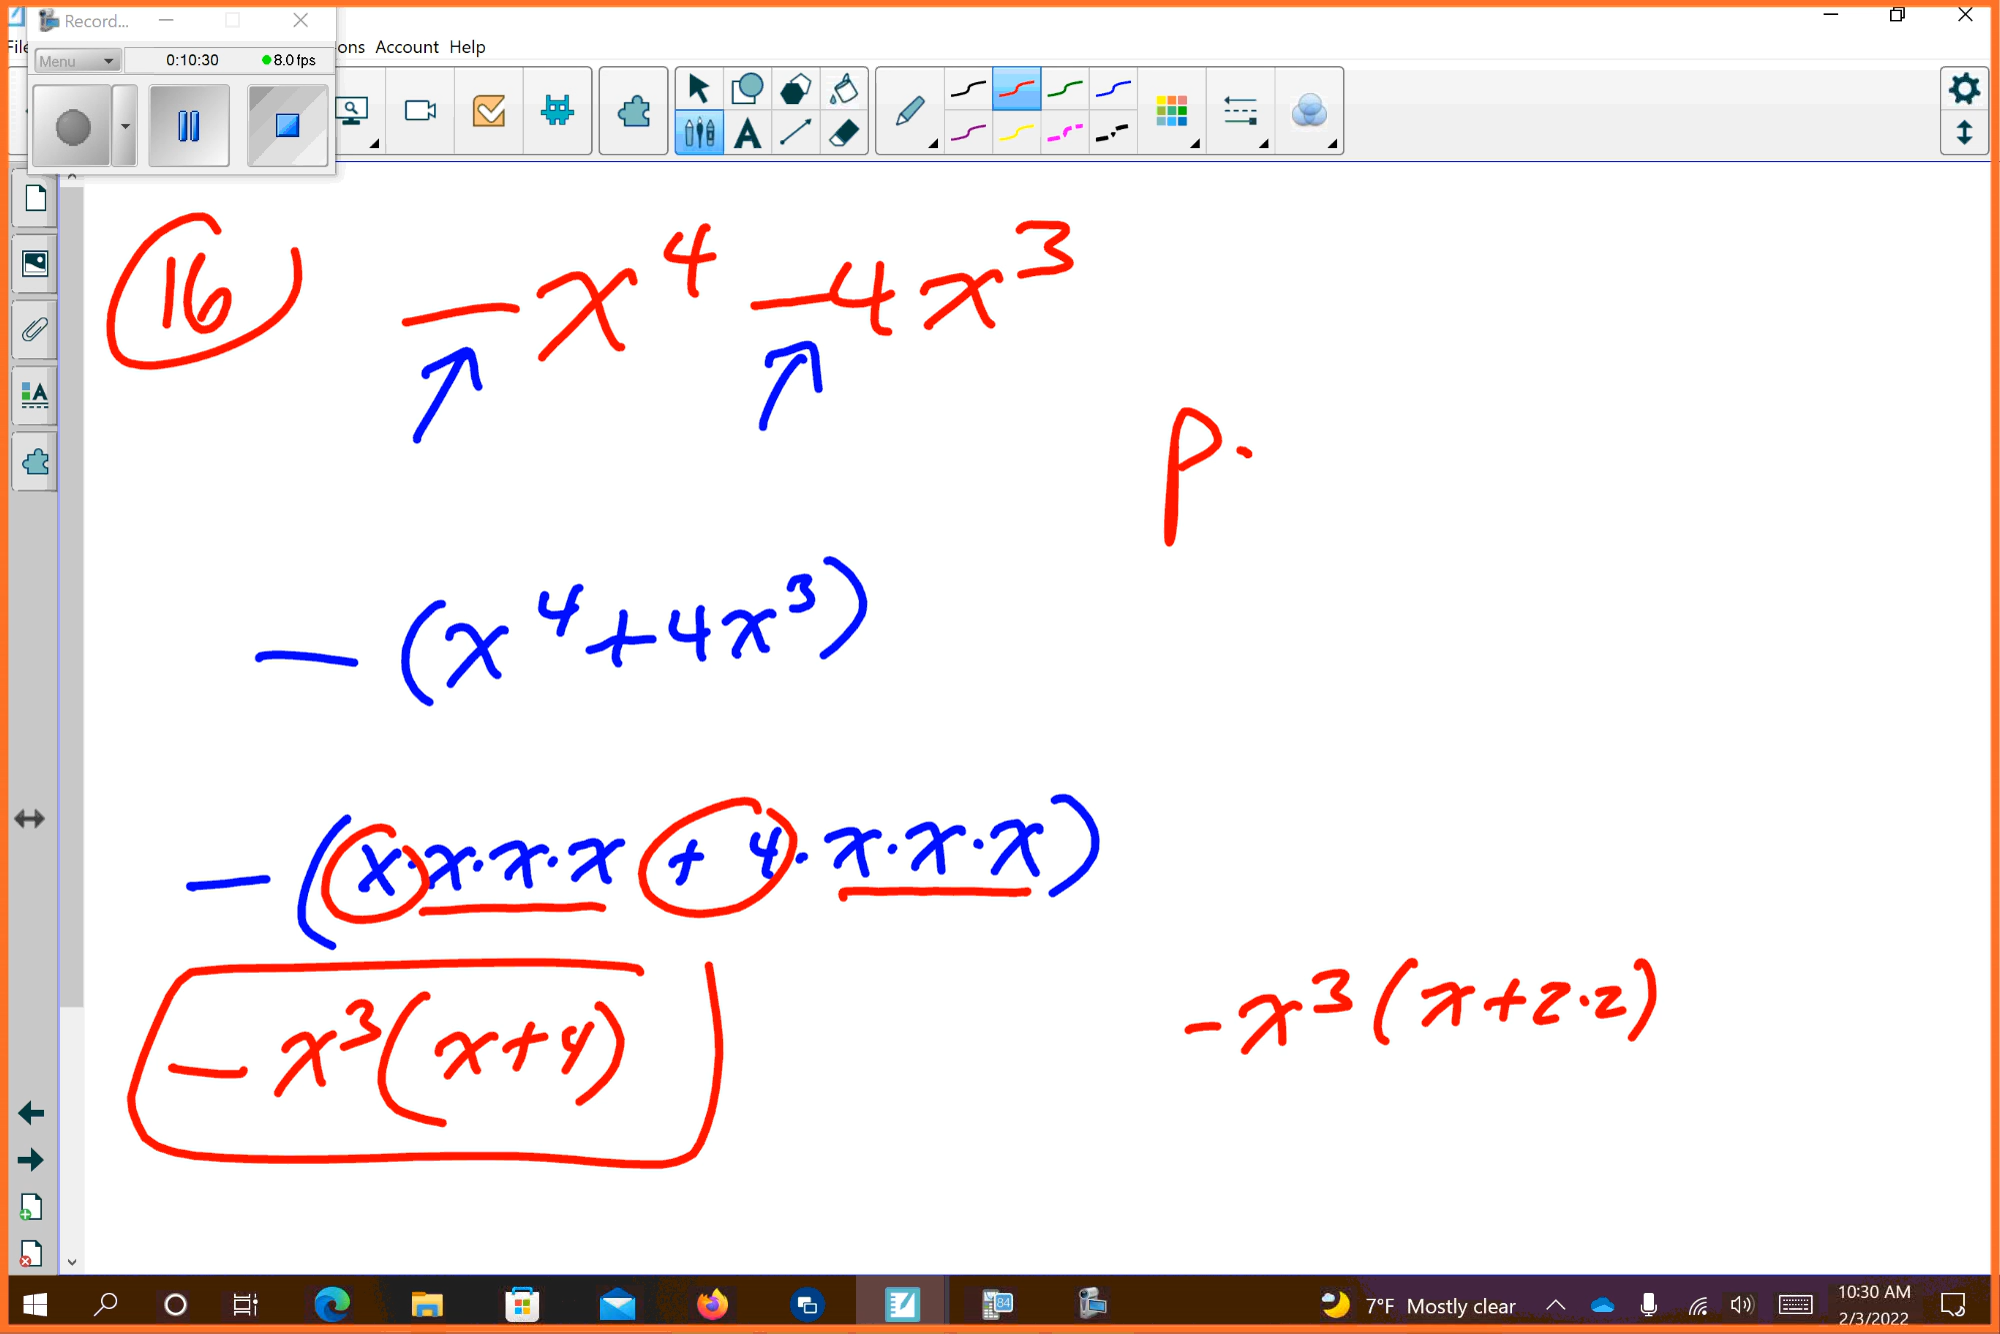 Record...
File
ons Account Help
Menu 0:10:30 8.0 fps
A
A
16 −x⁴ −4x³
p.
−(x⁴+4x³)
−(x·x·x·x + 4·x·x·x)
−x³(x+4)
−x³(x+2·2)
84
7°F Mostly clear
10:30 AM
2/3/2022